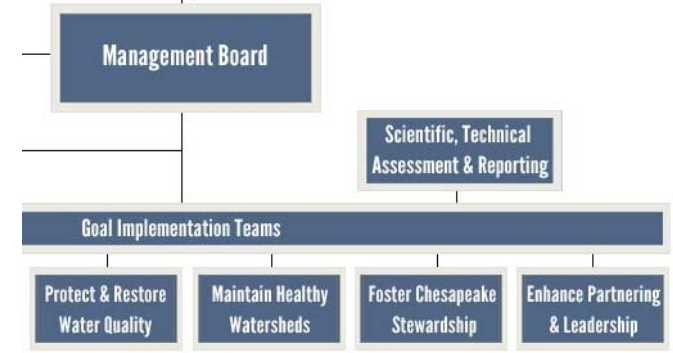 Management Board
Scientific, Technical
Assessment & Reporting
Goal Implementation Teams
Protect & Restore
Water Quality
Maintain Healthy
Watersheds
Foster Chesapeake
Stewardship
Enhance Partnering
& Leadership